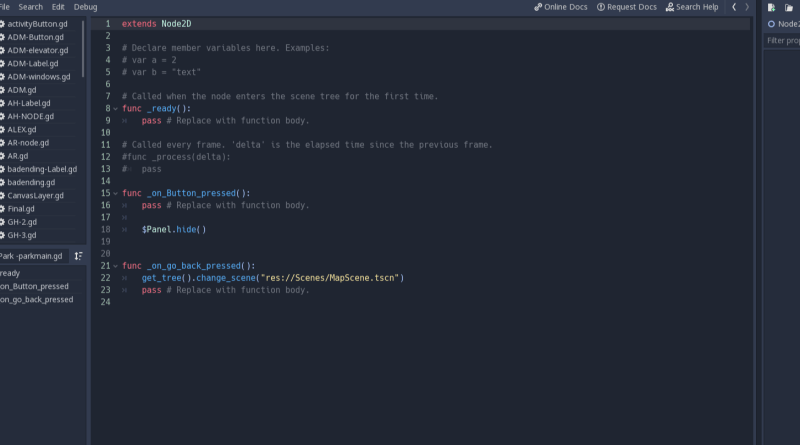 File Search Edit Debug
Online Docs Request Docs Search Help
activityButton.gd
ADM-Button.gd
ADM-elevator.gd
ADM-Label.gd
ADM-windows.gd
ADM.gd
AH-Label.gd
AH-NODE.gd
ALEX.gd
AR-node.gd
AR.gd
badending-Label.gd
badending.gd
CanvasLayer.gd
Final.gd
GH-2.gd
GH-3.gd
Park -parkmain.gd
ready
on_Button_pressed
on_go_back_pressed
1 extends Node2D
2
3 # Declare member variables here. Examples:
4 # var a = 2
5 # var b = "text"
6
7 # Called when the node enters the scene tree for the first time.
8 func _ready():
9 pass # Replace with function body.
10
11 # Called every frame. 'delta' is the elapsed time since the previous frame.
12 #func _process(delta):
13 # pass
14
15 func _on_Button_pressed():
16 pass # Replace with function body.
17
18 $Panel.hide()
19
20
21 func _on_go_back_pressed():
22 get_tree().change_scene("res://Scenes/MapScene.tscn")
23 pass # Replace with function body.
24
Node2
Filter prop